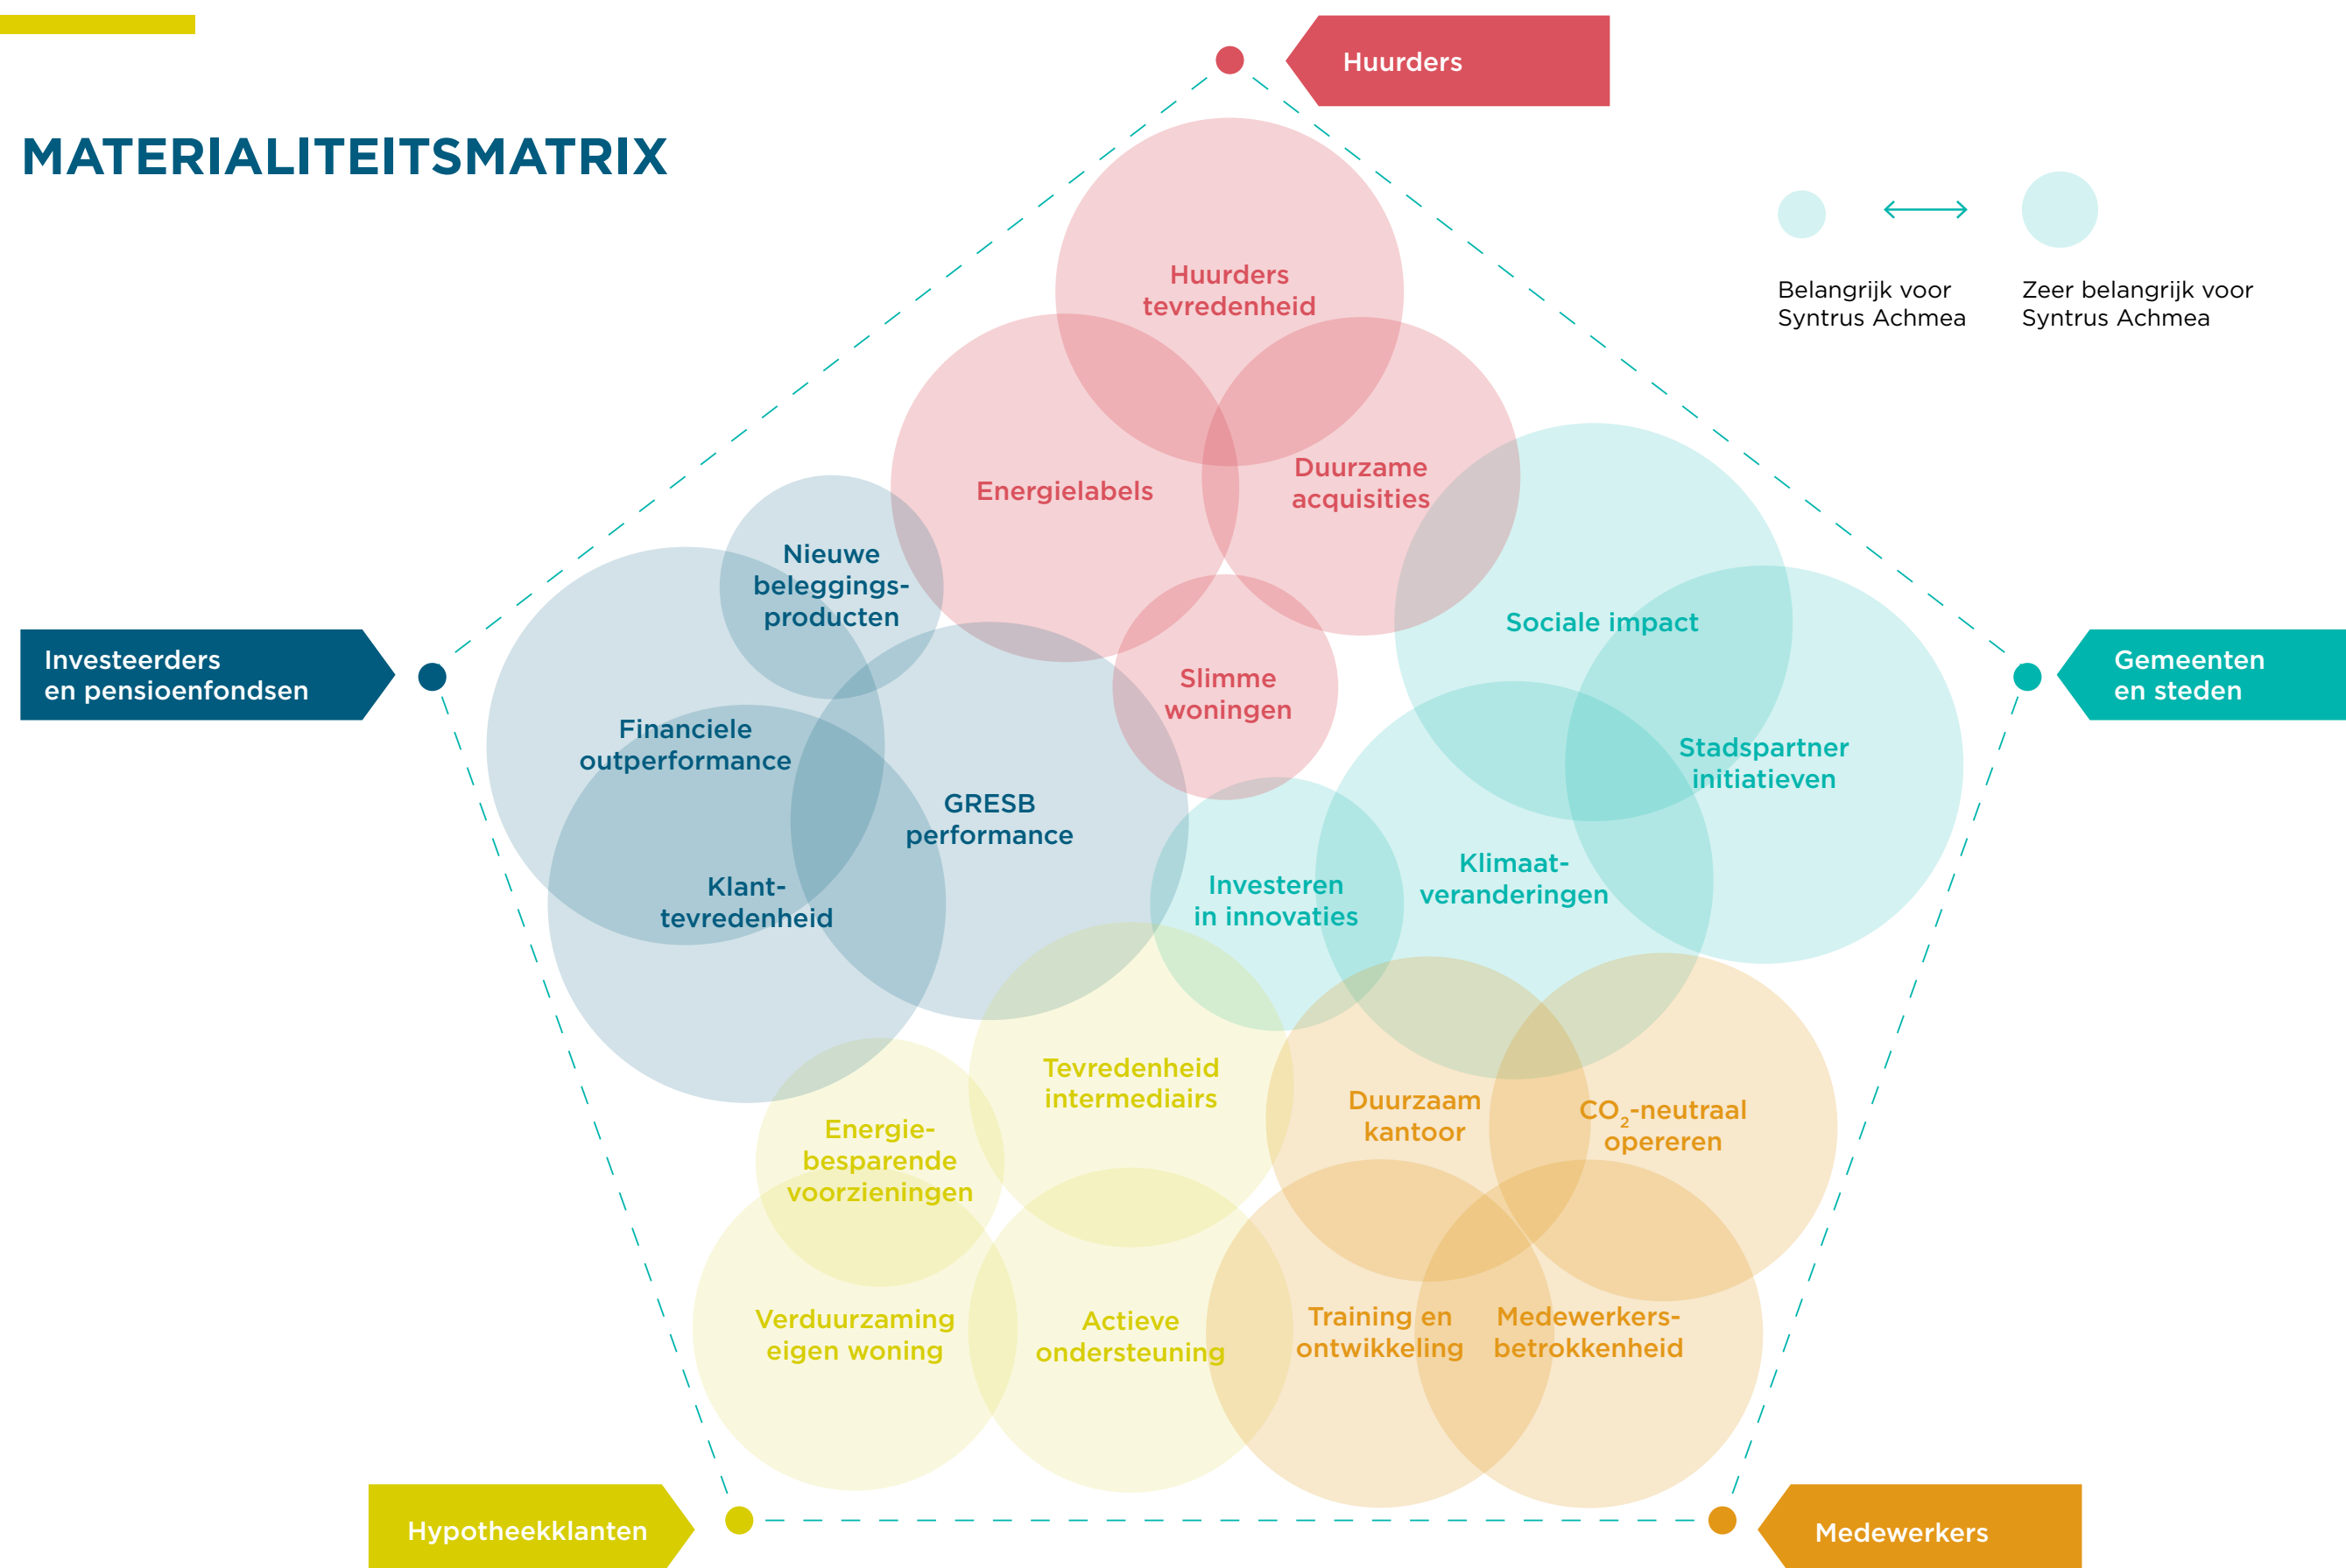 MATERIALITEITSMATRIX
Huurders
Belangrijk voor
Syntrus Achmea
Zeer belangrijk voor
Syntrus Achmea
Huurders
tevredenheid
Energielabels
Duurzame
acquisities
Slimme
woningen
Investeerders
en pensioenfondsen
Nieuwe
beleggings-
producten
Financiele
outperformance
GRESB
performance
Klant-
tevredenheid
Gemeenten
en steden
Sociale impact
Stadspartner
initiatieven
Klimaat-
veranderingen
Investeren
in innovaties
Tevredenheid
intermediairs
Energie-
besparende
voorzieningen
Verduurzaming
eigen woning
Actieve
ondersteuning
Duurzaam
kantoor
CO₂-neutraal
opereren
Training en
ontwikkeling
Medewerkers-
betrokkenheid
Hypotheekklanten
Medewerkers